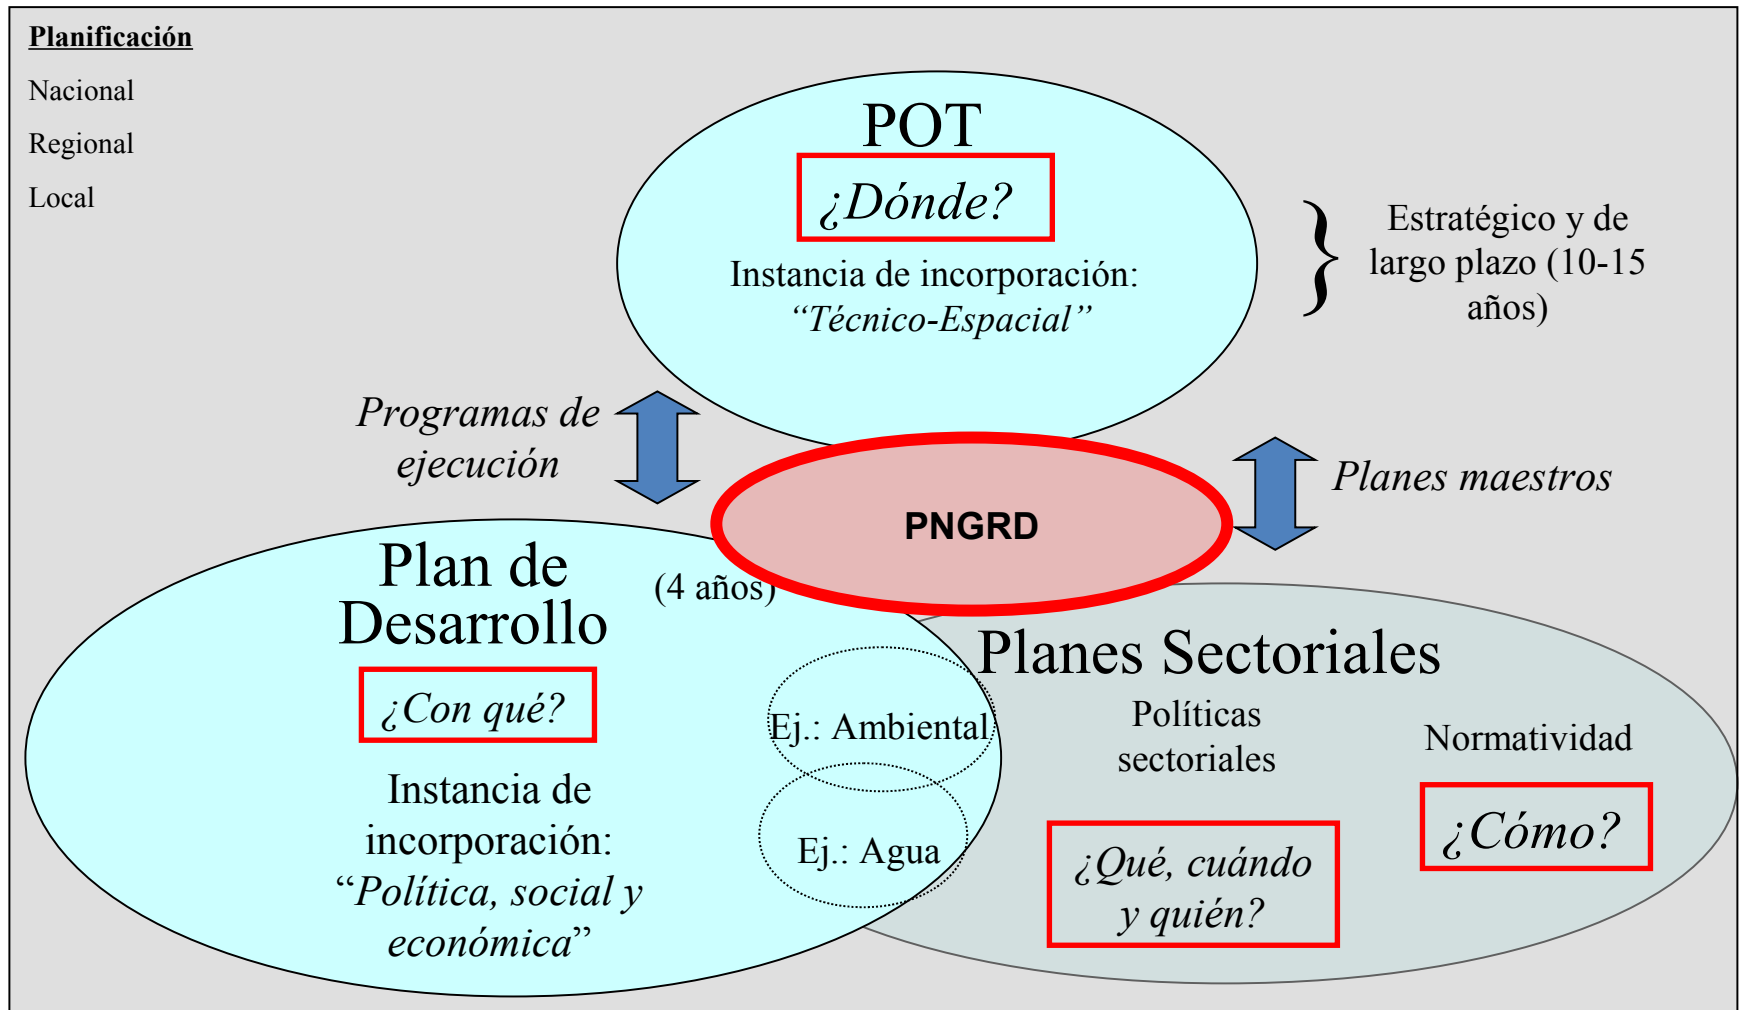 Planificación
Nacional
Regional
Local
POT
¿Dónde?
Instancia de incorporación:
“Técnico-Espacial”
}
Estratégico y de
largo plazo (10-15
años)
Programas de
ejecución
Planes maestros
PNGRD
Plan de
Desarrollo
(4 años)
¿Con qué?
Instancia de
incorporación:
“Política, social y
económica”
Ej.: Ambiental
Ej.: Agua
Planes Sectoriales
Políticas
sectoriales
Normatividad
¿Qué, cuándo
y quién?
¿Cómo?